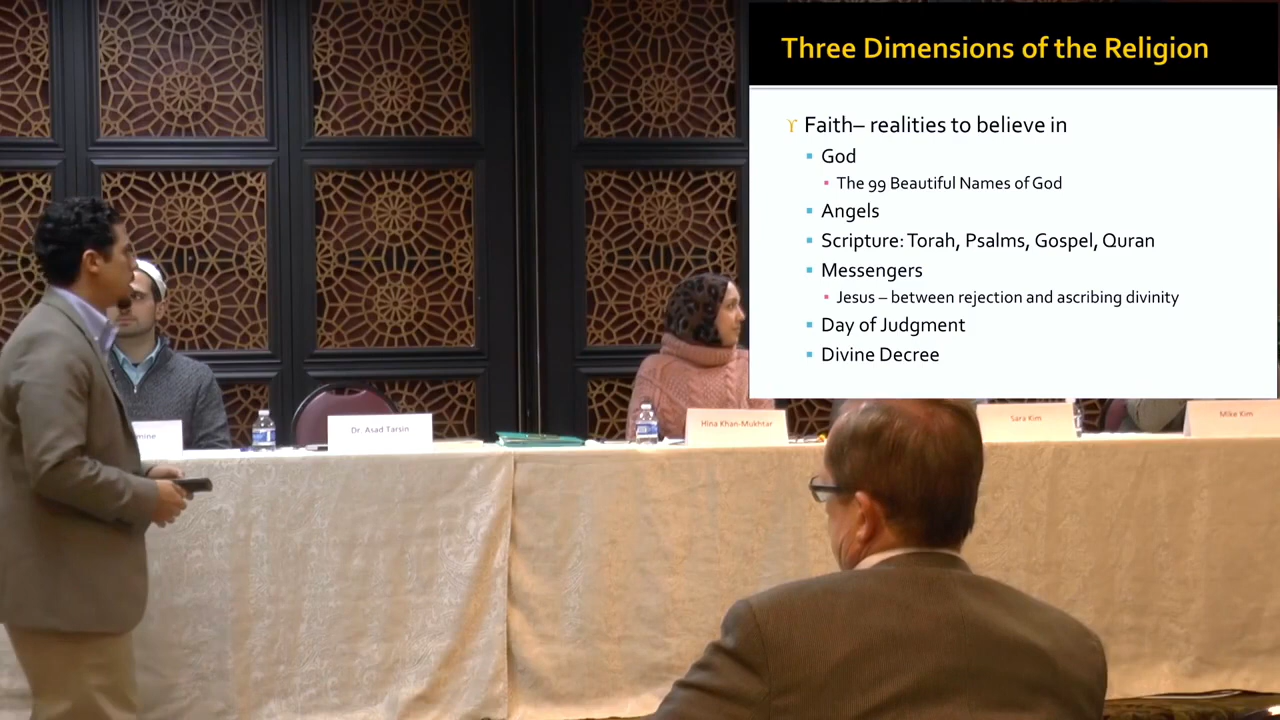 Three Dimensions of the Religion
Faith– realities to believe in
God
The 99 Beautiful Names of God
Angels
Scripture: Torah, Psalms, Gospel, Quran
Messengers
Jesus – between rejection and ascribing divinity
Day of Judgment
Divine Decree
mine
Dr. Asad Tarsin
Hina Khan-Mukhtar
Sara Kim
Mike Kim